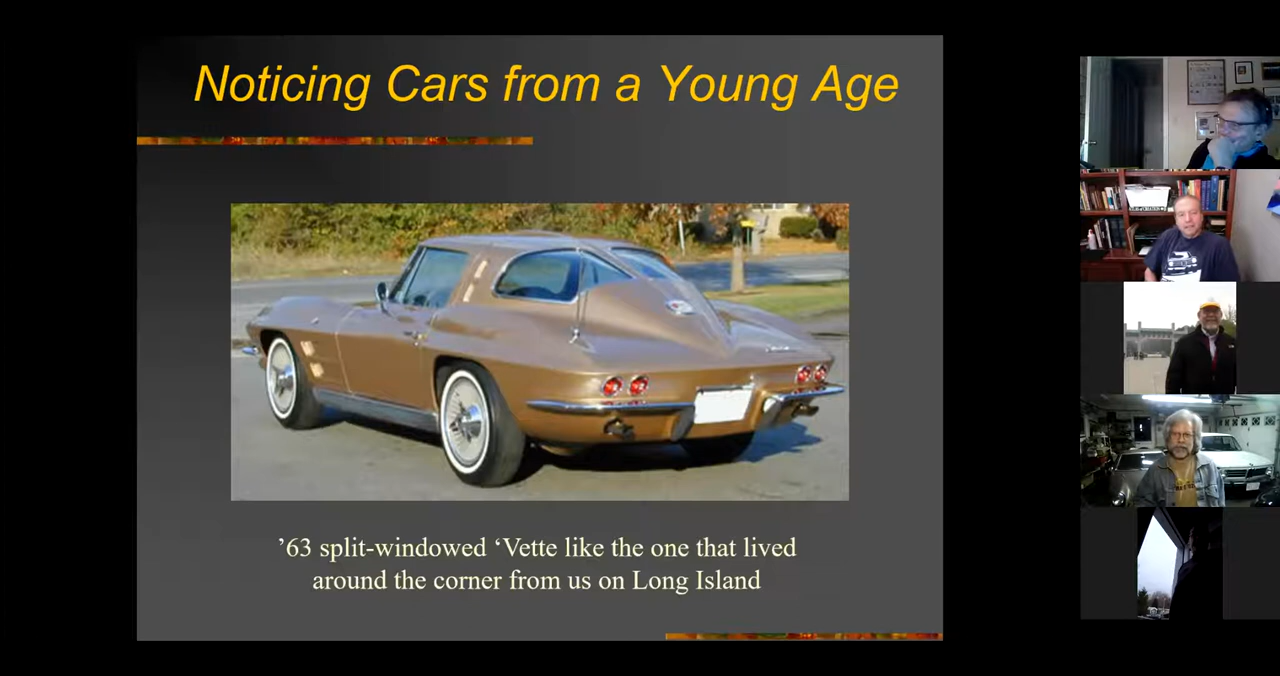 Noticing Cars from a Young Age
’63 split-windowed ‘Vette like the one that lived
around the corner from us on Long Island